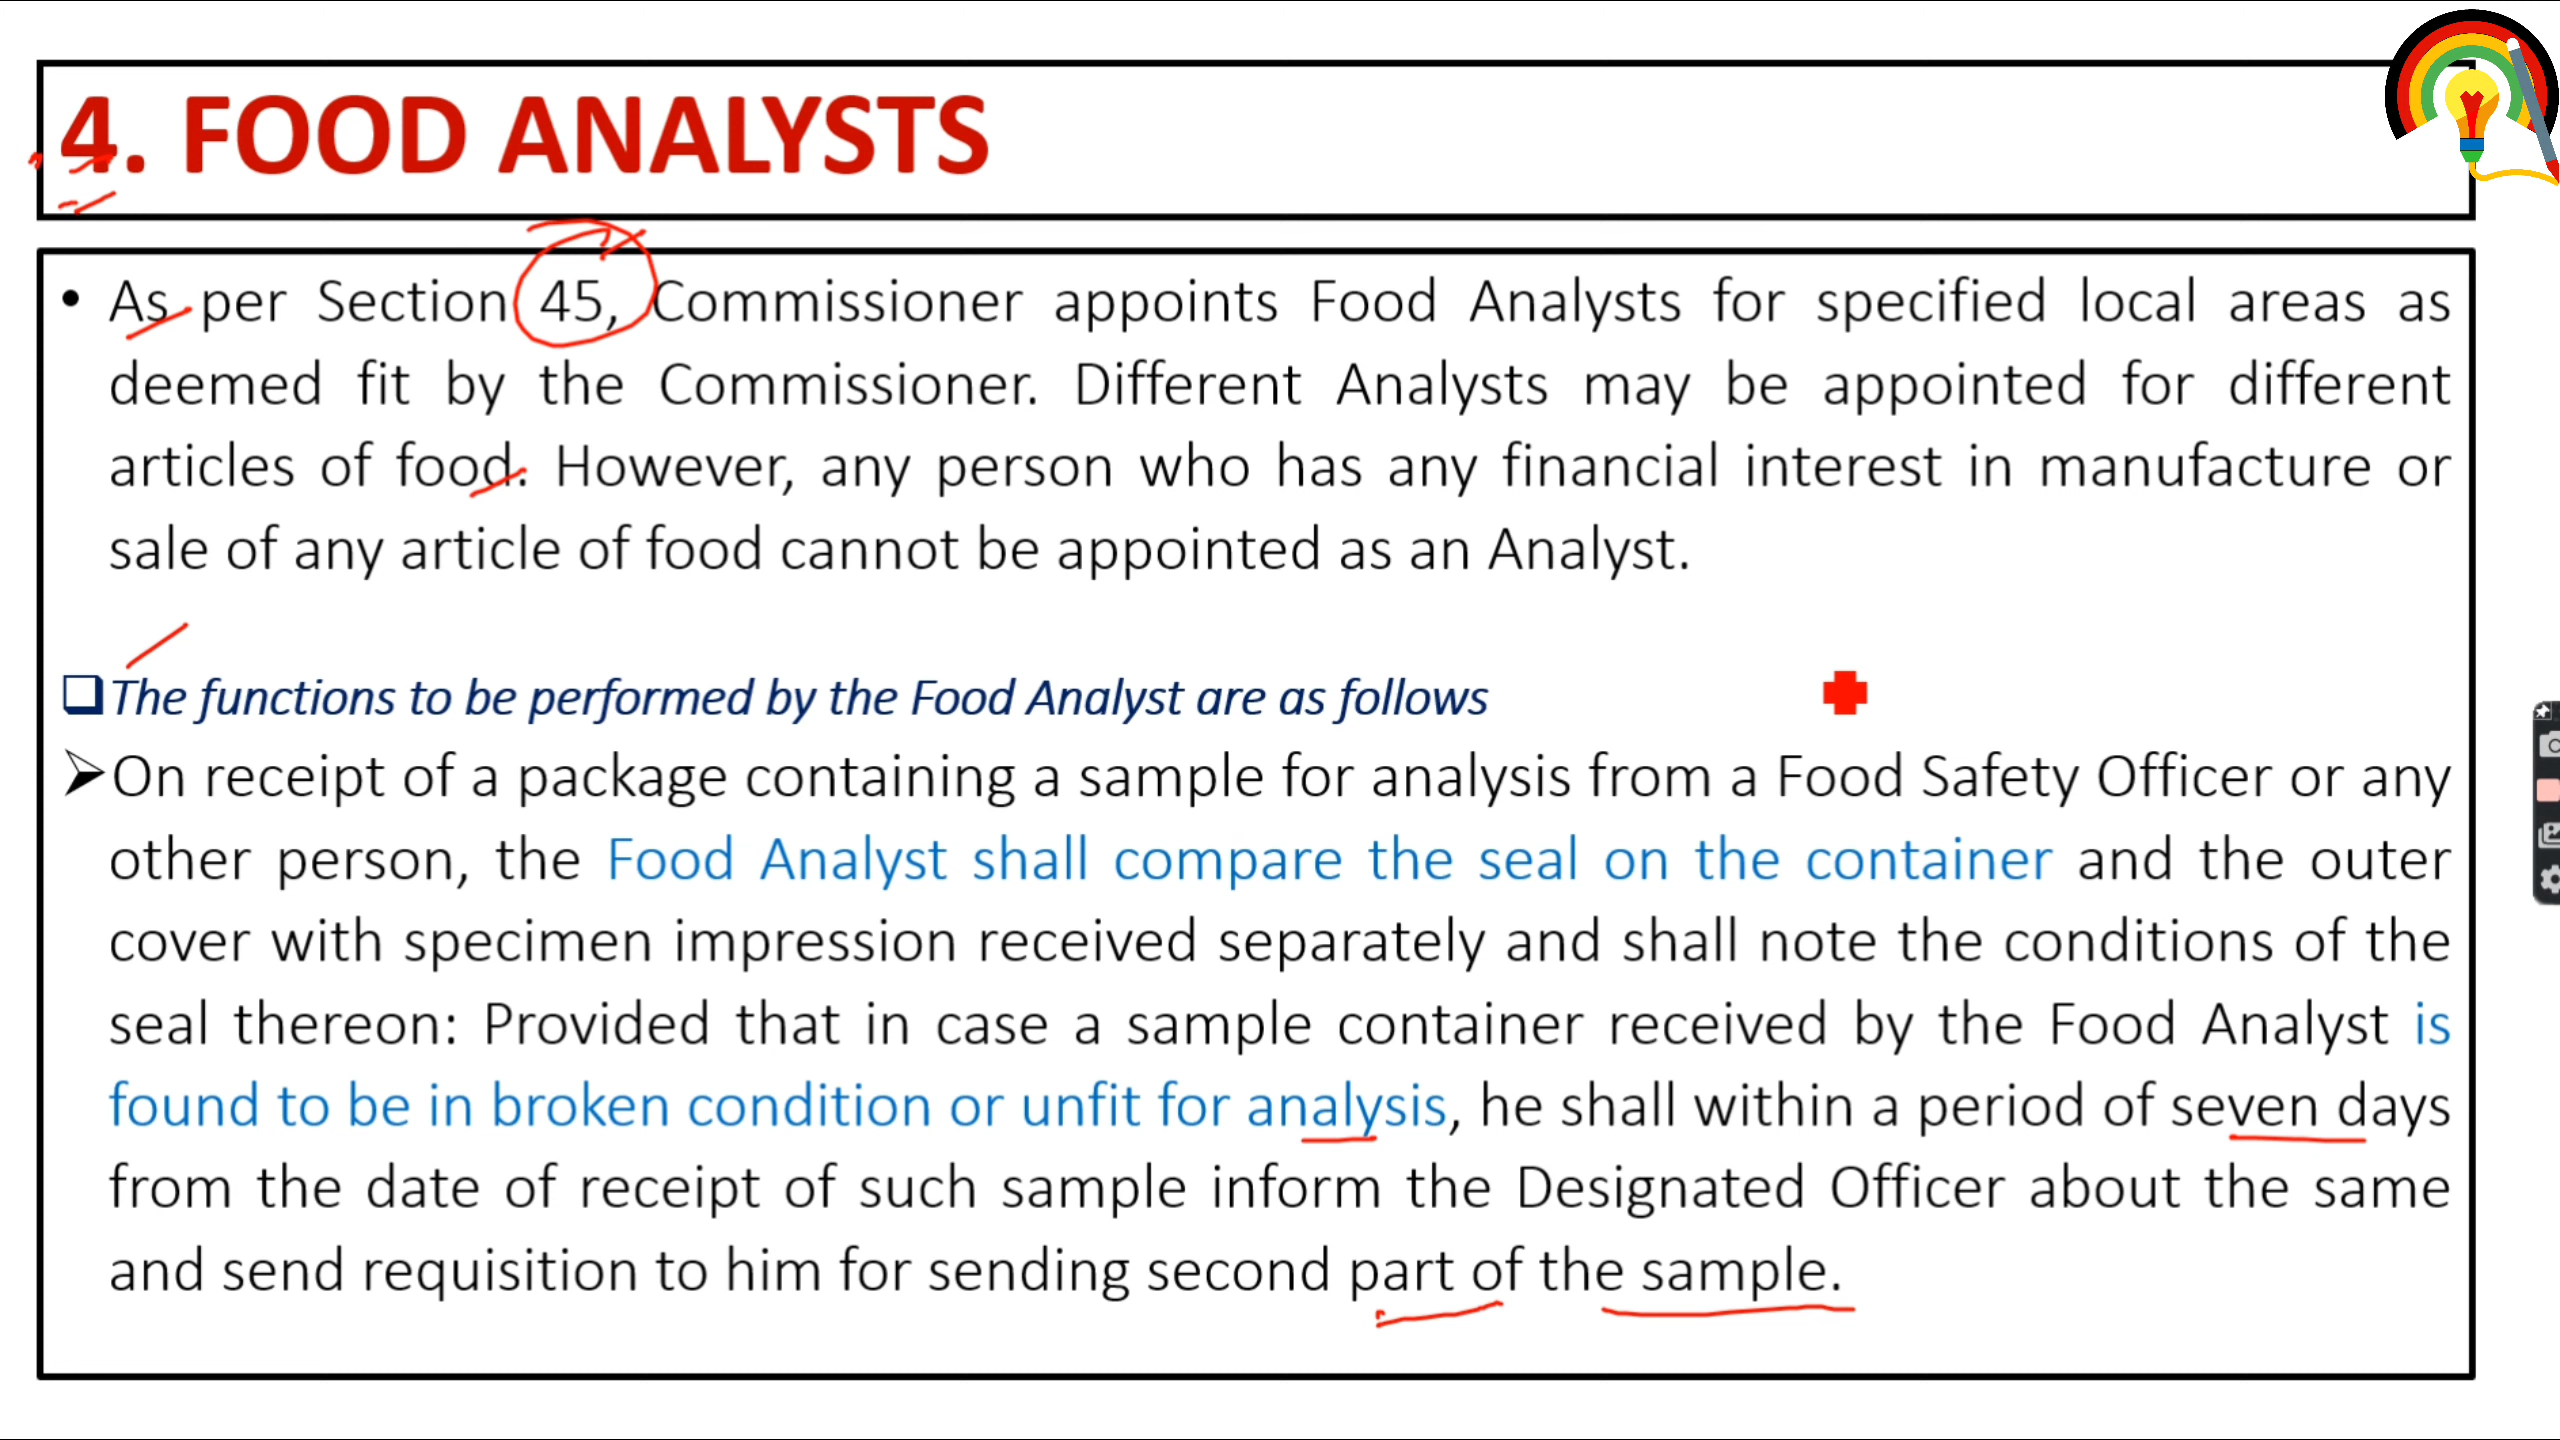 4. FOOD ANALYSTS
• As per Section 45, Commissioner appoints Food Analysts for specified local areas as
deemed fit by the Commissioner. Different Analysts may be appointed for different
articles of food. However, any person who has any financial interest in manufacture or
sale of any article of food cannot be appointed as an Analyst.
❑The functions to be performed by the Food Analyst are as follows
➢On receipt of a package containing a sample for analysis from a Food Safety Officer or any
other person, the Food Analyst shall compare the seal on the container and the outer
cover with specimen impression received separately and shall note the conditions of the
seal thereon: Provided that in case a sample container received by the Food Analyst is
found to be in broken condition or unfit for analysis, he shall within a period of seven days
from the date of receipt of such sample inform the Designated Officer about the same
and send requisition to him for sending second part of the sample.